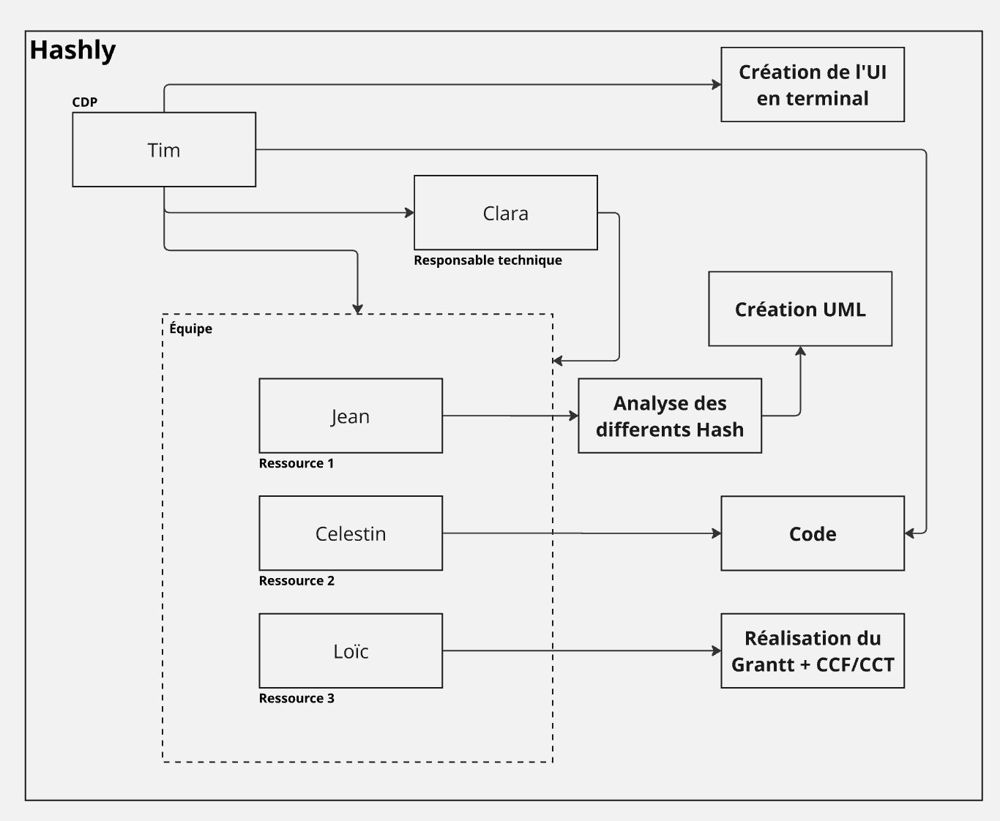 Hashly
Création de l'UI
en terminal
CDP
Tim
Clara
Responsable technique
Création UML
Équipe
Jean
Analyse des
differents Hash
Ressource 1
Celestin
Code
Ressource 2
Loïc
Réalisation du
Grantt + CCF/CCT
Ressource 3